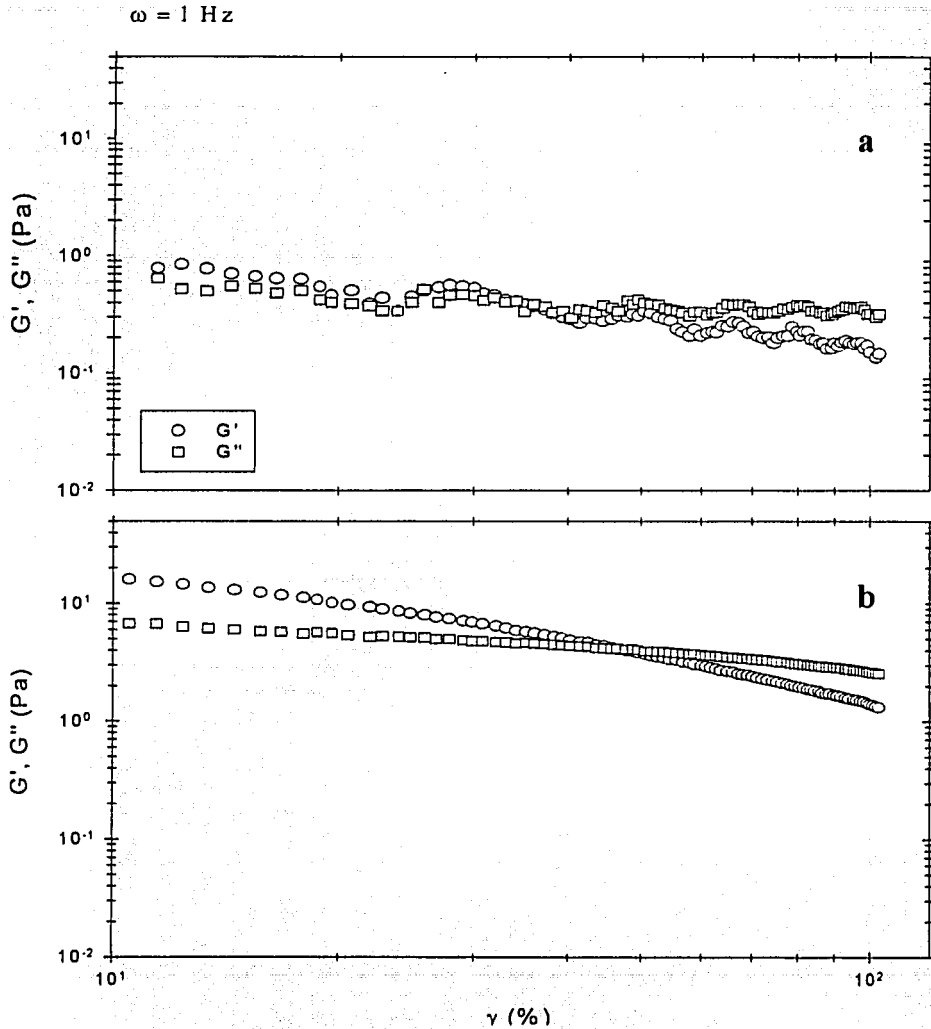 ω = 1 Hz
a
10¹
10⁰
10⁻¹
10⁻²
G', G" (Pa)
G'
G"
b
10¹
10⁰
10⁻¹
10⁻²
G', G" (Pa)
10¹
10²
γ (%)